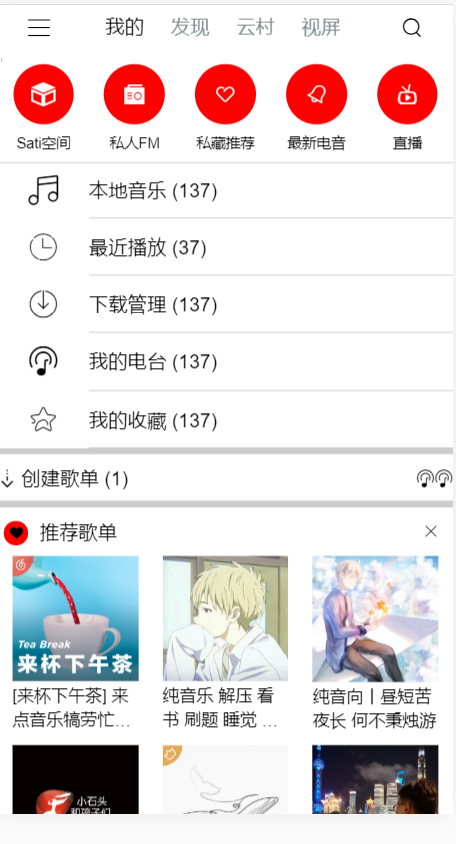 我的 发现 云村 视屏
Sati空间 私人FM 私藏推荐 最新电音 直播
本地音乐 (137)
最近播放 (37)
下载管理 (137)
我的电台 (137)
我的收藏 (137)
创建歌单 (1)
推荐歌单
Tea Break
来杯下午茶
[来杯下午茶] 来
点音乐犒劳忙…
纯音乐 解压 看
书 刷题 睡觉 …
纯音向丨昼短苦
夜长 何不秉烛游
小石头
和孩子们